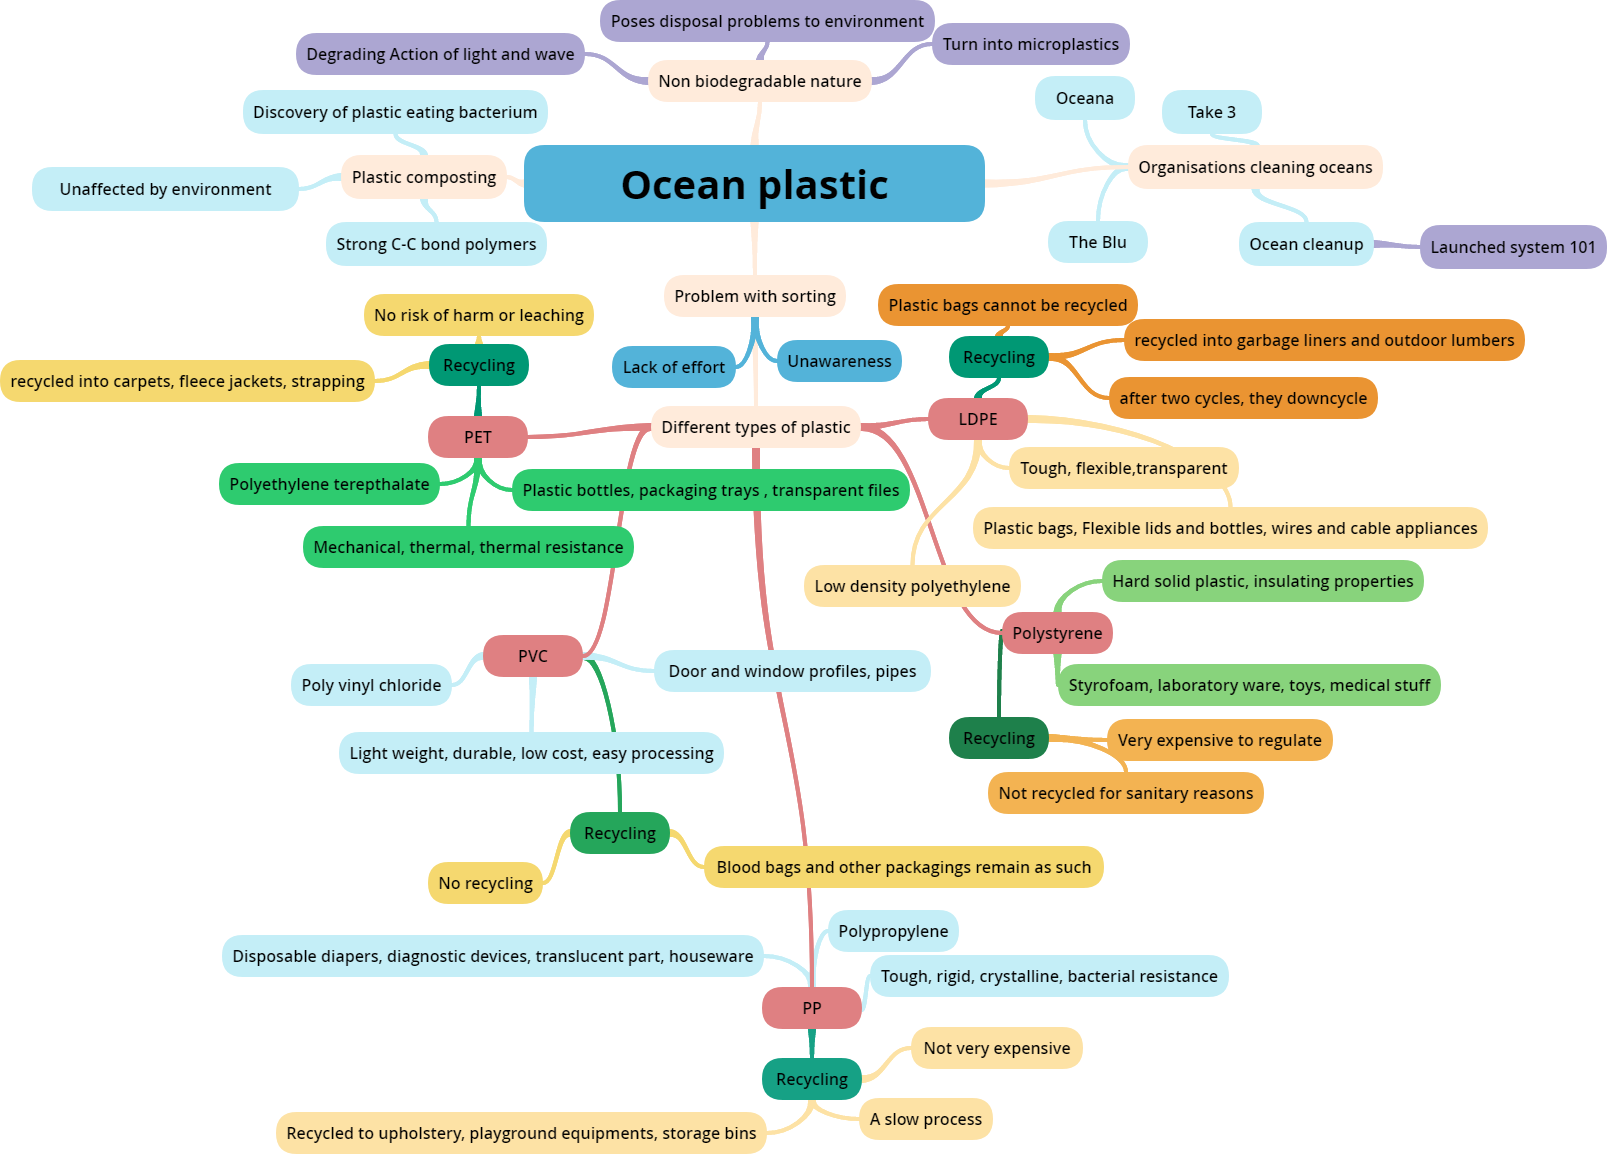 Poses disposal problems to environment
Degrading Action of light and wave
Turn into microplastics
Non biodegradable nature
Discovery of plastic eating bacterium
Oceana
Take 3
Unaffected by environment
Plastic composting
Ocean plastic
Organisations cleaning oceans
Strong C-C bond polymers
The Blu
Ocean cleanup
Launched system 101
Problem with sorting
No risk of harm or leaching
Plastic bags cannot be recycled
Recycling
recycled into carpets, fleece jackets, strapping
Lack of effort
Unawareness
Recycling
recycled into garbage liners and outdoor lumbers
after two cycles, they downcycle
PET
Different types of plastic
LDPE
Polyethylene terepthalate
Plastic bottles, packaging trays , transparent files
Tough, flexible,transparent
Mechanical, thermal, thermal resistance
Plastic bags, Flexible lids and bottles, wires and cable appliances
Low density polyethylene
Hard solid plastic, insulating properties
Polystyrene
PVC
Poly vinyl chloride
Door and window profiles, pipes
Styrofoam, laboratory ware, toys, medical stuff
Light weight, durable, low cost, easy processing
Recycling
Very expensive to regulate
Not recycled for sanitary reasons
Recycling
No recycling
Blood bags and other packagings remain as such
Polypropylene
Disposable diapers, diagnostic devices, translucent part, houseware
Tough, rigid, crystalline, bacterial resistance
PP
Not very expensive
Recycling
A slow process
Recycled to upholstery, playground equipments, storage bins